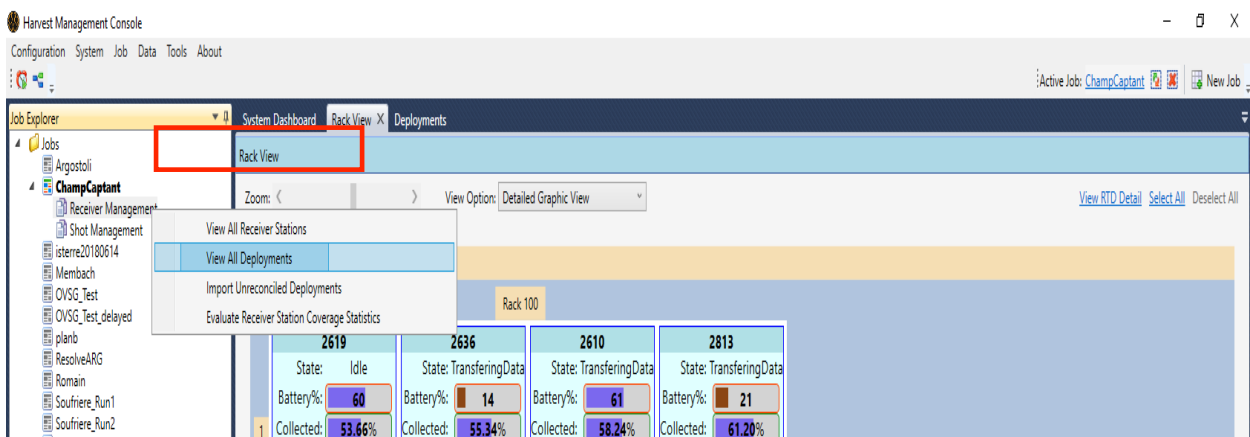 Harvest Management Console
Configuration System Job Data Tools About
Active Job: ChampCaptant New Job
Job Explorer
System Dashboard Rack View X Deployments
Jobs
Argostoli
ChampCaptant
Receiver Management
Shot Management
isterre20180614
Membach
OVSG_Test
OVSG_Test_delayed
planb
ResolveARG
Romain
Soufriere_Run1
Soufriere_Run2
Rack View
Zoom: View Option: Detailed Graphic View View RTD Detail Select All Deselect All
View All Receiver Stations
View All Deployments
Import Unreconciled Deployments
Evaluate Receiver Station Coverage Statistics
Rack 100
2619 2636 2610 2813
State: Idle State: TransferingData State: TransferingData State: TransferingData
Battery%: 60 Battery%: 14 Battery%: 61 Battery%: 21
1 Collected: 53.66% Collected: 55.34% Collected: 58.24% Collected: 61.20%